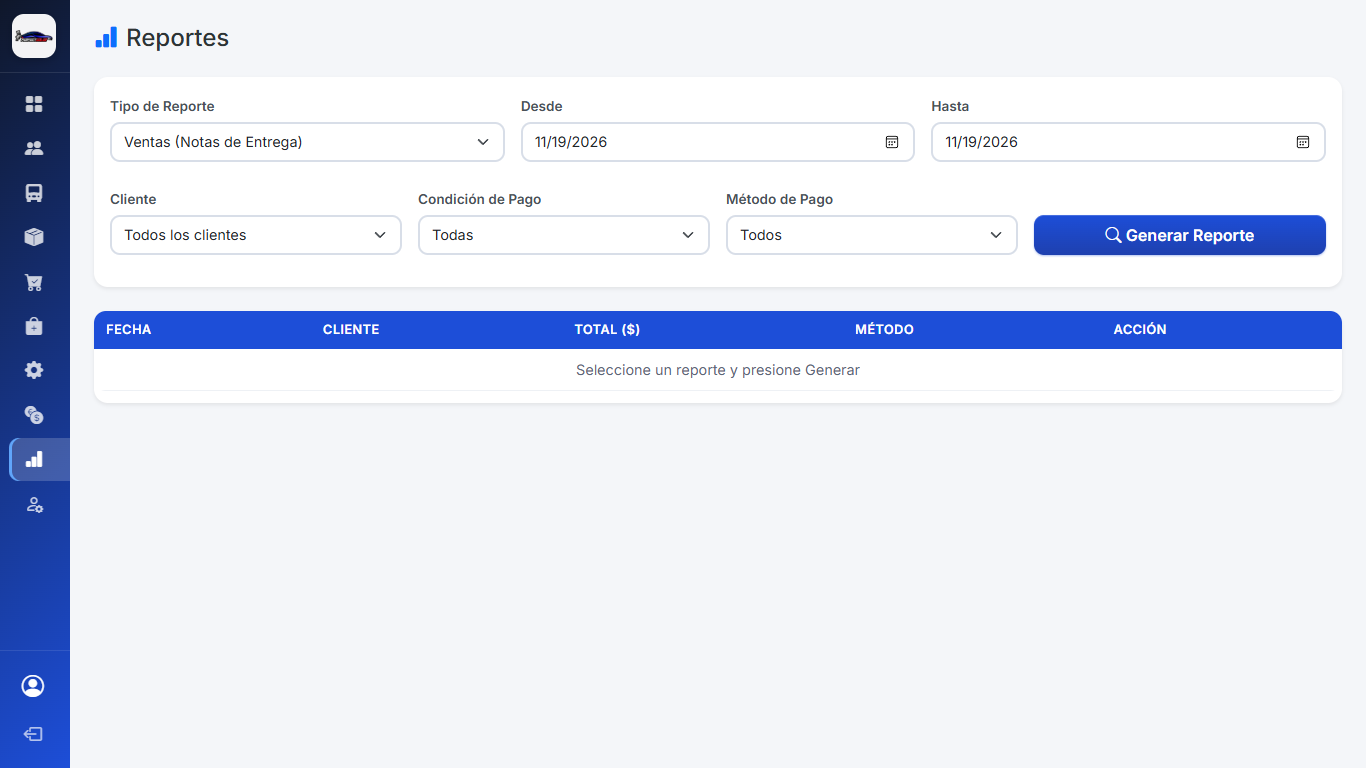 Reportes
Tipo de Reporte
Desde
Hasta
Ventas (Notas de Entrega)
11/19/2026
11/19/2026
Cliente
Condición de Pago
Método de Pago
Todos los clientes
Todas
Todos
Generar Reporte
FECHA CLIENTE TOTAL ($) MÉTODO ACCIÓN
Seleccione un reporte y presione Generar